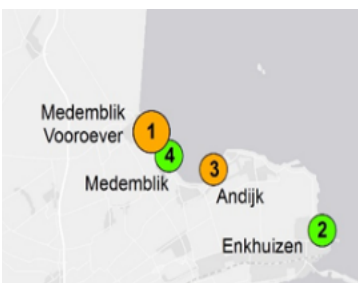 Medemblik
Vooroever
1
4
Medemblik
3
Andijk
2
Enkhuizen